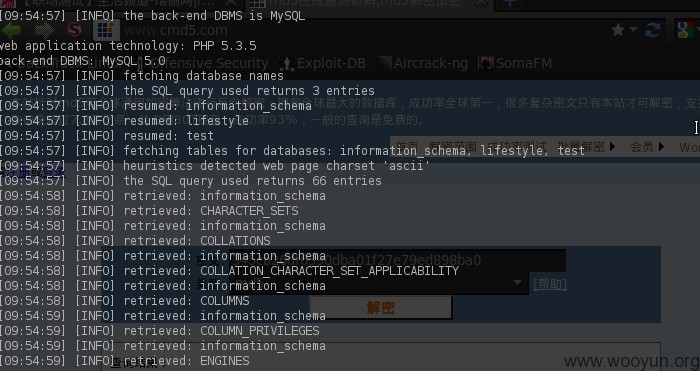 [09:54:57] [INFO] the back-end DBMS is MySQL
www.cmd5.com
web application technology: PHP 5.3.5
back-end DBMS: MySQL 5.0
Offensive Security
Exploit-DB
Aircrack-ng
SomaFM
[09:54:57] [INFO] fetching database names
[09:54:57] [INFO] the SQL query used returns 3 entries
[09:54:57] [INFO] resumed: information_schema
[09:54:57] [INFO] resumed: lifestyle
[09:54:57] [INFO] resumed: test
[09:54:57] [INFO] fetching tables for databases: information_schema, lifestyle, test
[09:54:57] [INFO] heuristics detected web page charset 'ascii'
[09:54:57] [INFO] the SQL query used returns 66 entries
[09:54:58] [INFO] retrieved: information_schema
[09:54:58] [INFO] retrieved: CHARACTER_SETS
[09:54:58] [INFO] retrieved: information_schema
[09:54:58] [INFO] retrieved: COLLATIONS
[09:54:58] [INFO] retrieved: information_schema
[09:54:58] [INFO] retrieved: COLLATION_CHARACTER_SET_APPLICABILITY
[09:54:58] [INFO] retrieved: information_schema
[帮助]
[09:54:58] [INFO] retrieved: COLUMNS
解密
[09:54:59] [INFO] retrieved: information_schema
[09:54:59] [INFO] retrieved: COLUMN_PRIVILEGES
[09:54:59] [INFO] retrieved: information_schema
[09:54:59] [INFO] retrieved: ENGINES
www.wooyun.org